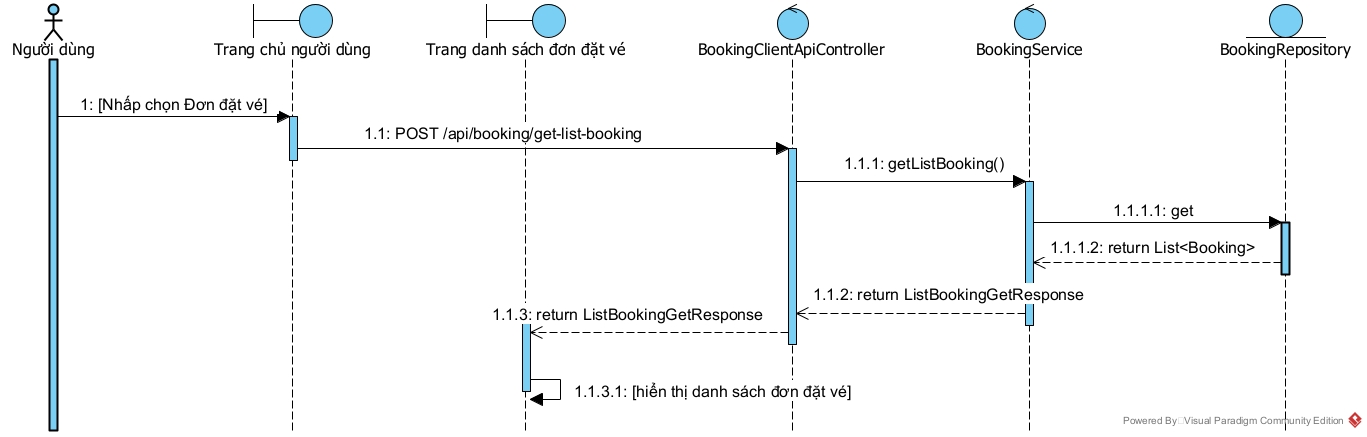 Người dùng
Trang chủ người dùng
Trang danh sách đơn đặt vé
BookingClientApiController
BookingService
BookingRepository
1: [Nhấp chọn Đơn đặt vé]
1.1: POST /api/booking/get-list-booking
1.1.1: getListBooking()
1.1.1.1: get
1.1.1.2: return List<Booking>
1.1.2: return ListBookingGetResponse
1.1.3: return ListBookingGetResponse
1.1.3.1: [hiển thị danh sách đơn đặt vé]
Powered By Visual Paradigm Community Edition